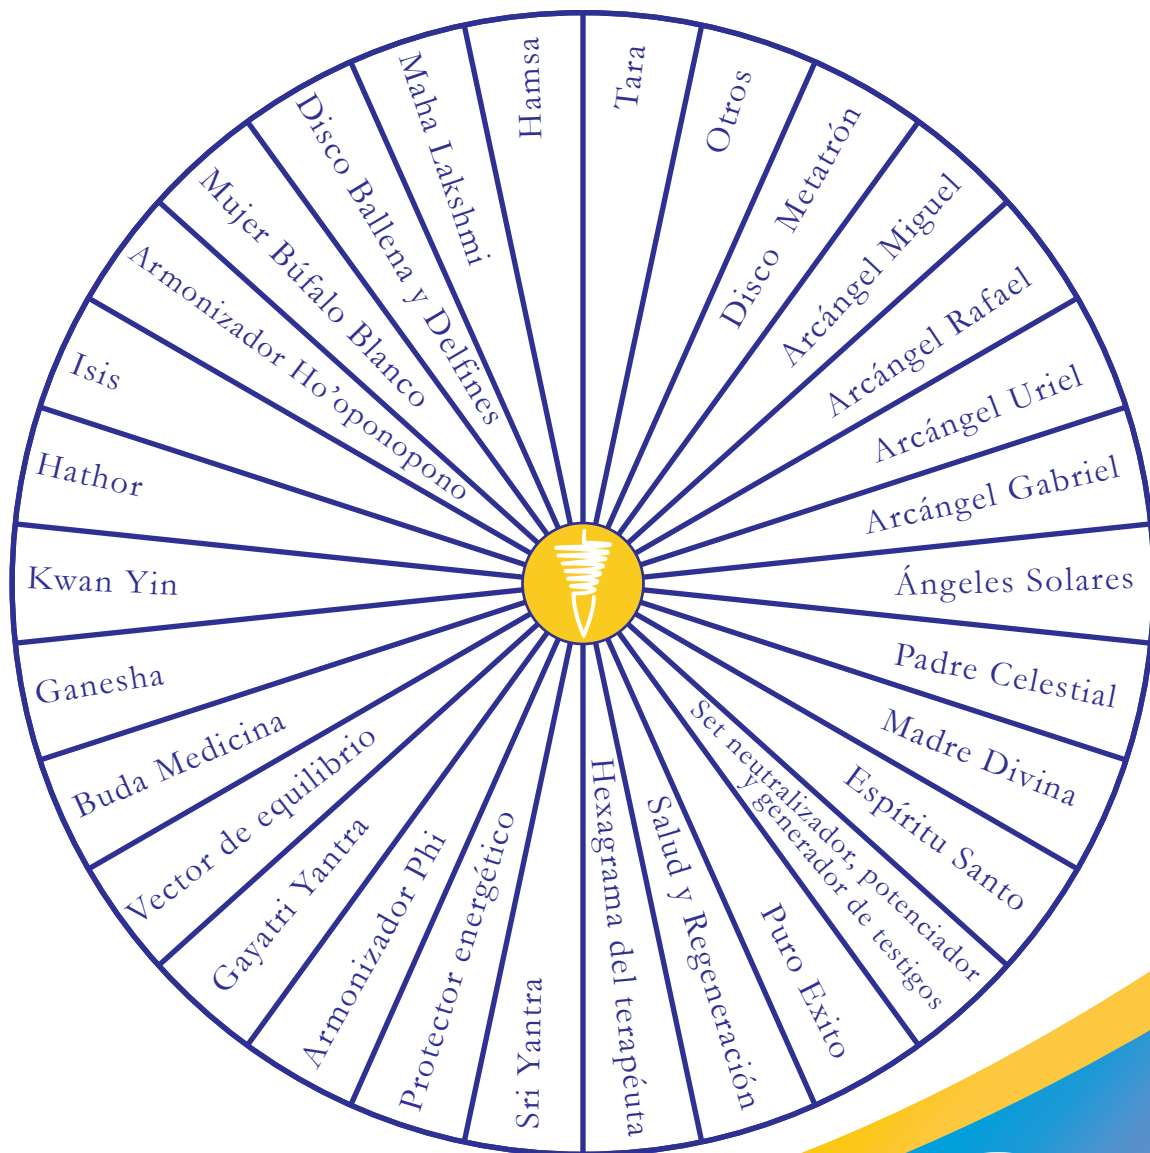 Tara
Otros
Disco Metatrón
Arcángel Miguel
Arcángel Rafael
Arcángel Uriel
Arcángel Gabriel
Ángeles Solares
Padre Celestial
Madre Divina
Espíritu Santo
Set neutralizador, potenciador
y generador de testigos
Puro Exito
Salud y Regeneración
Hexagrama del terapéuta
Sri Yantra
Protector energético
Armonizador Phi
Gayatri Yantra
Vector de equilibrio
Buda Medicina
Ganesha
Kwan Yin
Hathor
Isis
Armonizador Ho’oponopono
Mujer Búfalo Blanco
Disco Ballena y Delfines
Maha Lakshmi
Hamsa